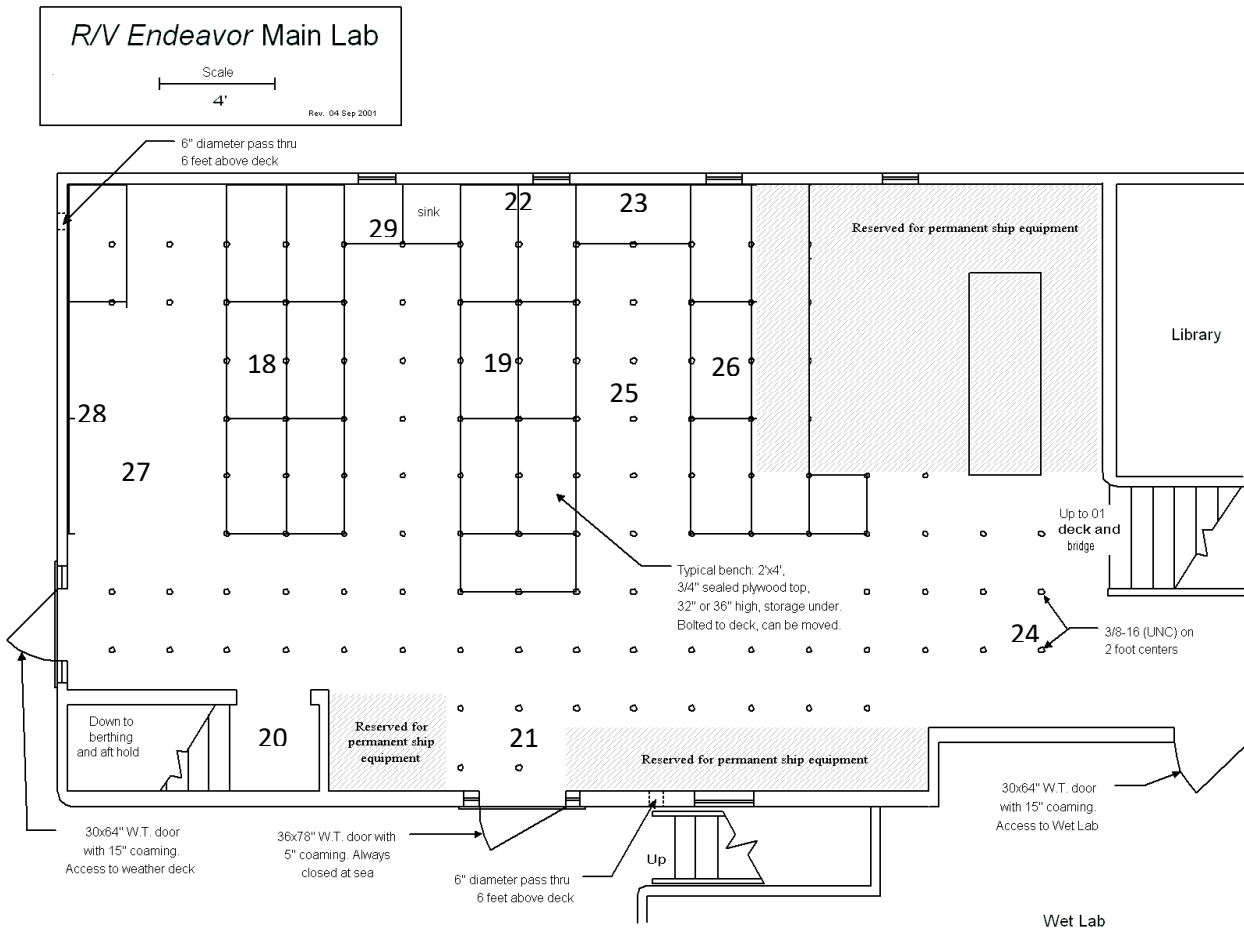 R/V Endeavor Main Lab
Scale
4'
Rev. 04 Sep 2001
6" diameter pass thru
6 feet above deck
22
23
29
sink
Reserved for permanent ship equipment
Library
18
19
25
26
28
27
Up to 01
deck and
bridge
Typical bench: 2'x4',
3/4" sealed plywood top,
32" or 36" high, storage under.
Bolted to deck, can be moved.
24
3/8-16 (UNC) on
2 foot centers
Down to
berthing
and aft hold
20
Reserved for
permanent ship
equipment
21
Reserved for permanent ship equipment
30x64" W.T. door
with 15" coaming.
Access to weather deck
36x78" W.T. door with
5" coaming. Always
closed at sea
6" diameter pass thru
6 feet above deck
Up
30x64" W.T. door
with 15" coaming.
Access to Wet Lab
Wet Lab